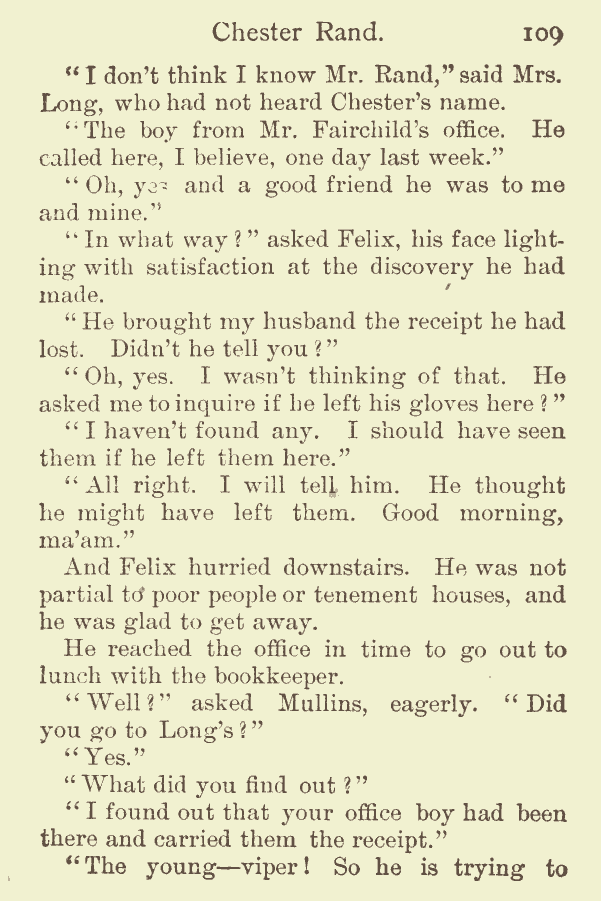 Chester Rand. 109
"I don't think I know Mr. Rand," said Mrs.
Long, who had not heard Chester's name.
"The boy from Mr. Fairchild's office. He
called here, I believe, one day last week."
"Oh, yes and a good friend he was to me
and mine."
"In what way?" asked Felix, his face light-
ing with satisfaction at the discovery he had
made.
"He brought my husband the receipt he had
lost. Didn't he tell you?"
"Oh, yes. I wasn't thinking of that. He
asked me to inquire if he left his gloves here?"
"I haven't found any. I should have seen
them if he left them here."
"All right. I will tell him. He thought
he might have left them. Good morning,
ma'am."
And Felix hurried downstairs. He was not
partial to poor people or tenement houses, and
he was glad to get away.
He reached the office in time to go out to
lunch with the bookkeeper.
"Well?" asked Mullins, eagerly. "Did
you go to Long's?"
"Yes."
"What did you find out?"
"I found out that your office boy had been
there and carried them the receipt."
"The young—viper! So he is trying to